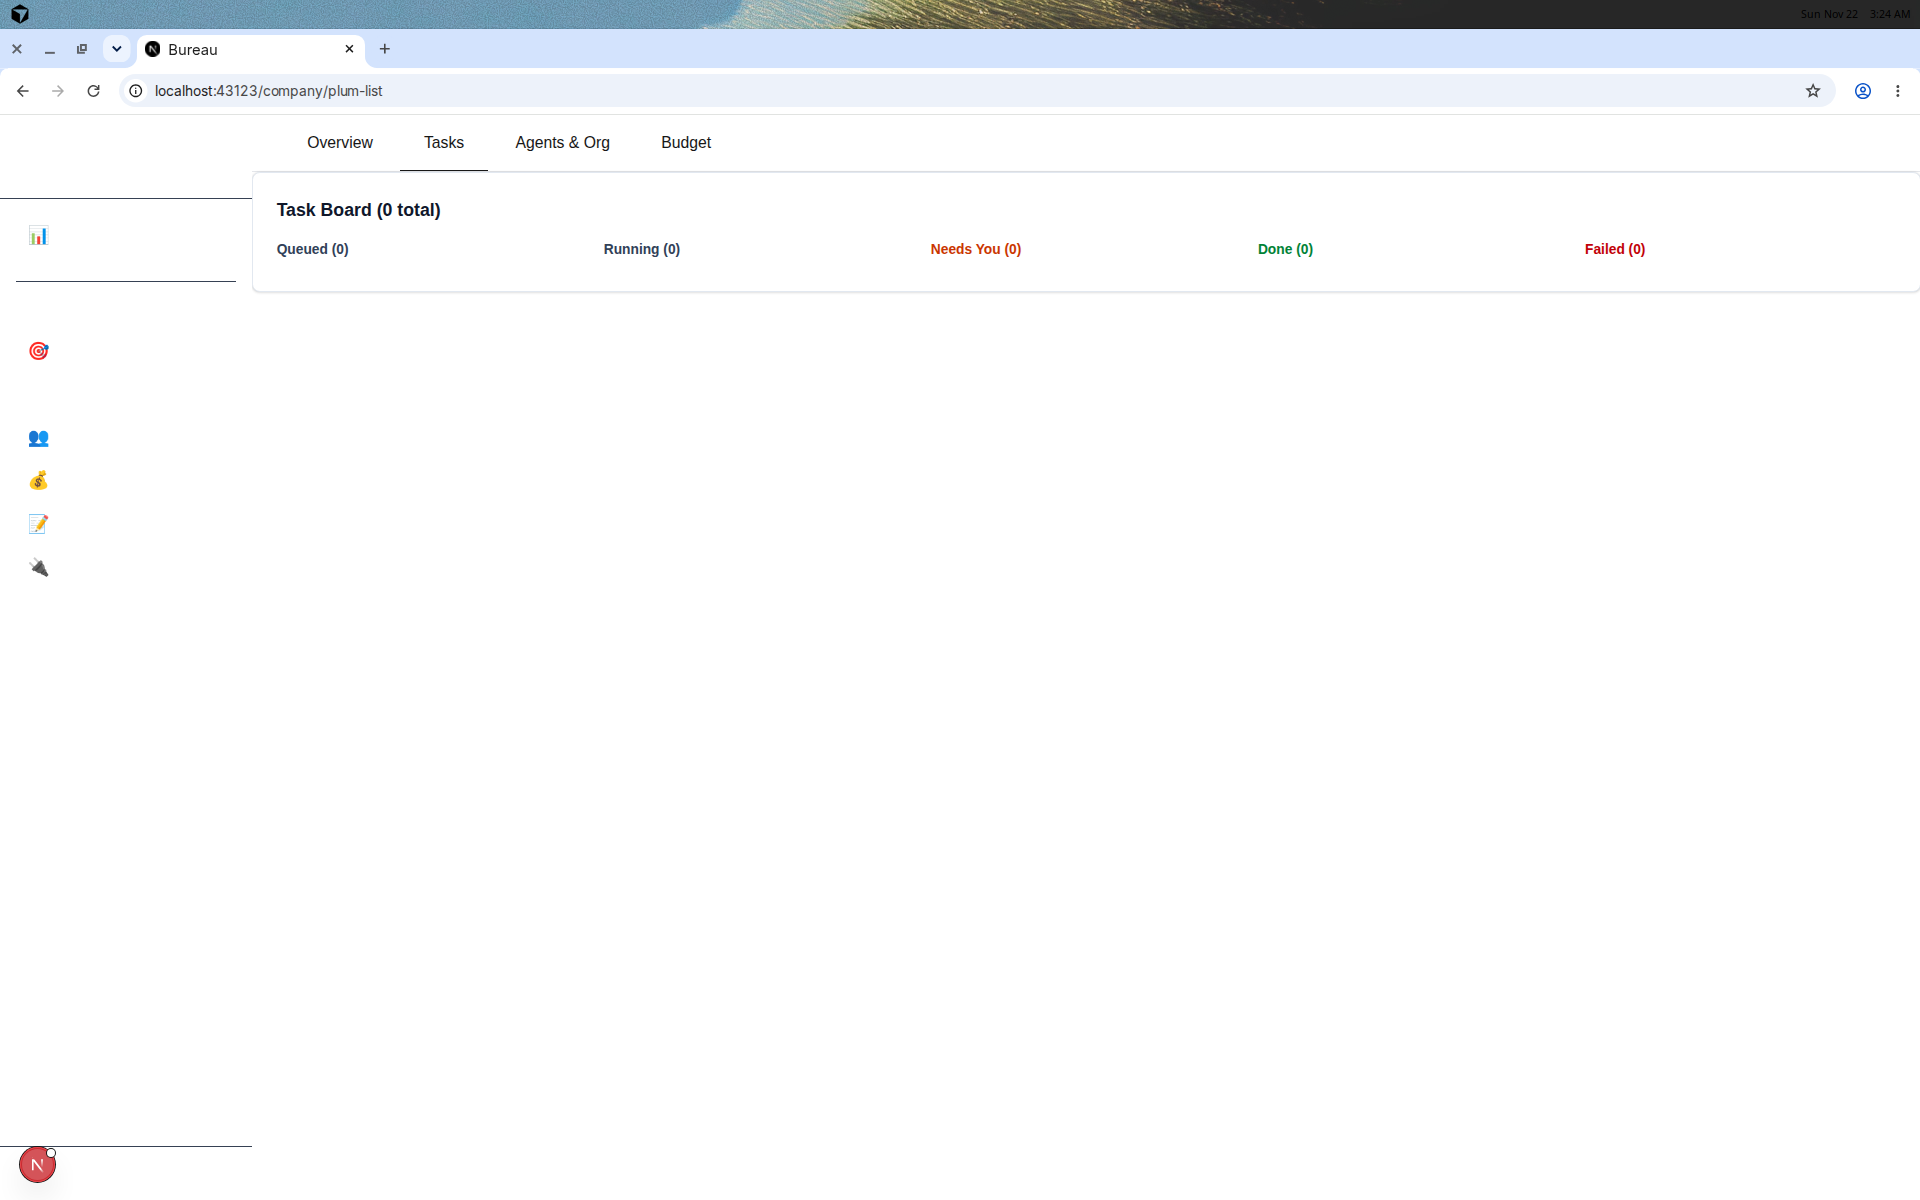 Sun Nov 22 3:24 AM
Bureau
localhost:43123/company/plum-list
Overview Tasks Agents & Org Budget
Task Board (0 total)
Queued (0) Running (0) Needs You (0) Done (0) Failed (0)
N